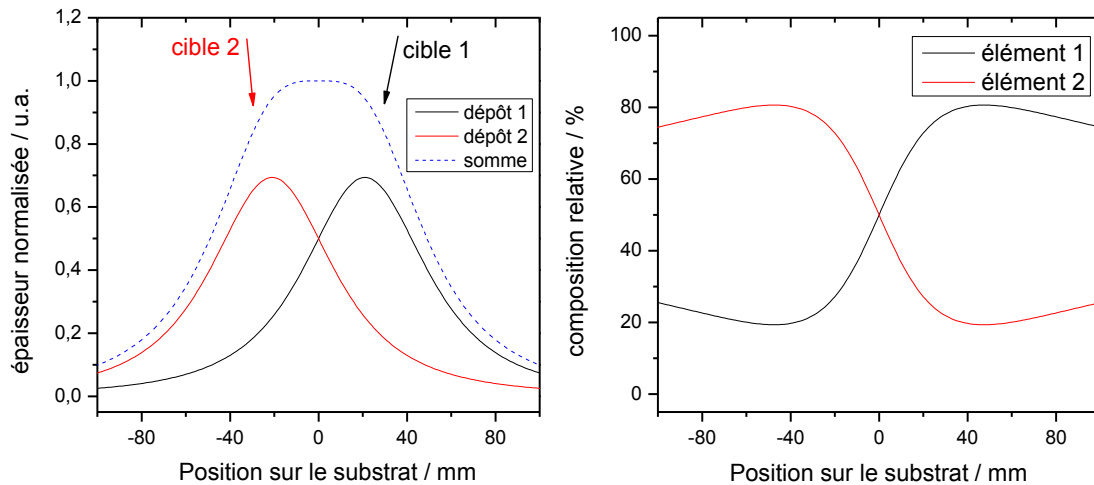 1,2
1,0
0,8
0,6
0,4
0,2
0,0
épaisseur normalisée / u.a.
cible 2
cible 1
dépôt 1
dépôt 2
somme
-80 -40 0 40 80
Position sur le substrat / mm
100
80
60
40
20
0
composition relative / %
élément 1
élément 2
-80 -40 0 40 80
Position sur le substrat / mm